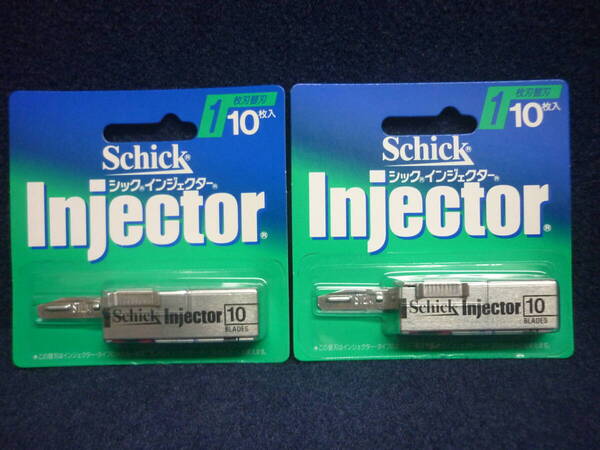 1 枚刃替刃
10枚入
Schick®
シック®インジェクター®
Injector®
Schick Injector 10
BLADES
1 枚刃替刃
10枚入
Schick®
シック®インジェクター®
Injector®
Schick Injector 10
BLADES